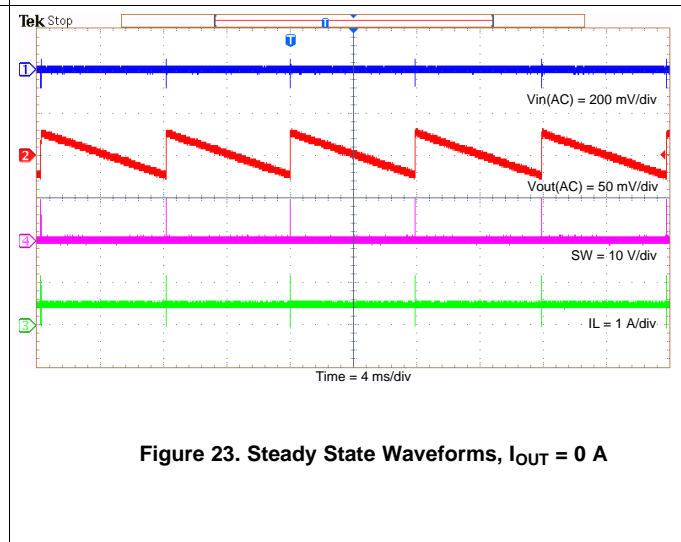 Tek Stop
T
T
1
Vin(AC) = 200 mV/div
2
Vout(AC) = 50 mV/div
4
SW = 10 V/div
3
IL = 1 A/div
Time = 4 ms/div
Figure 23. Steady State Waveforms, IOUT = 0 A